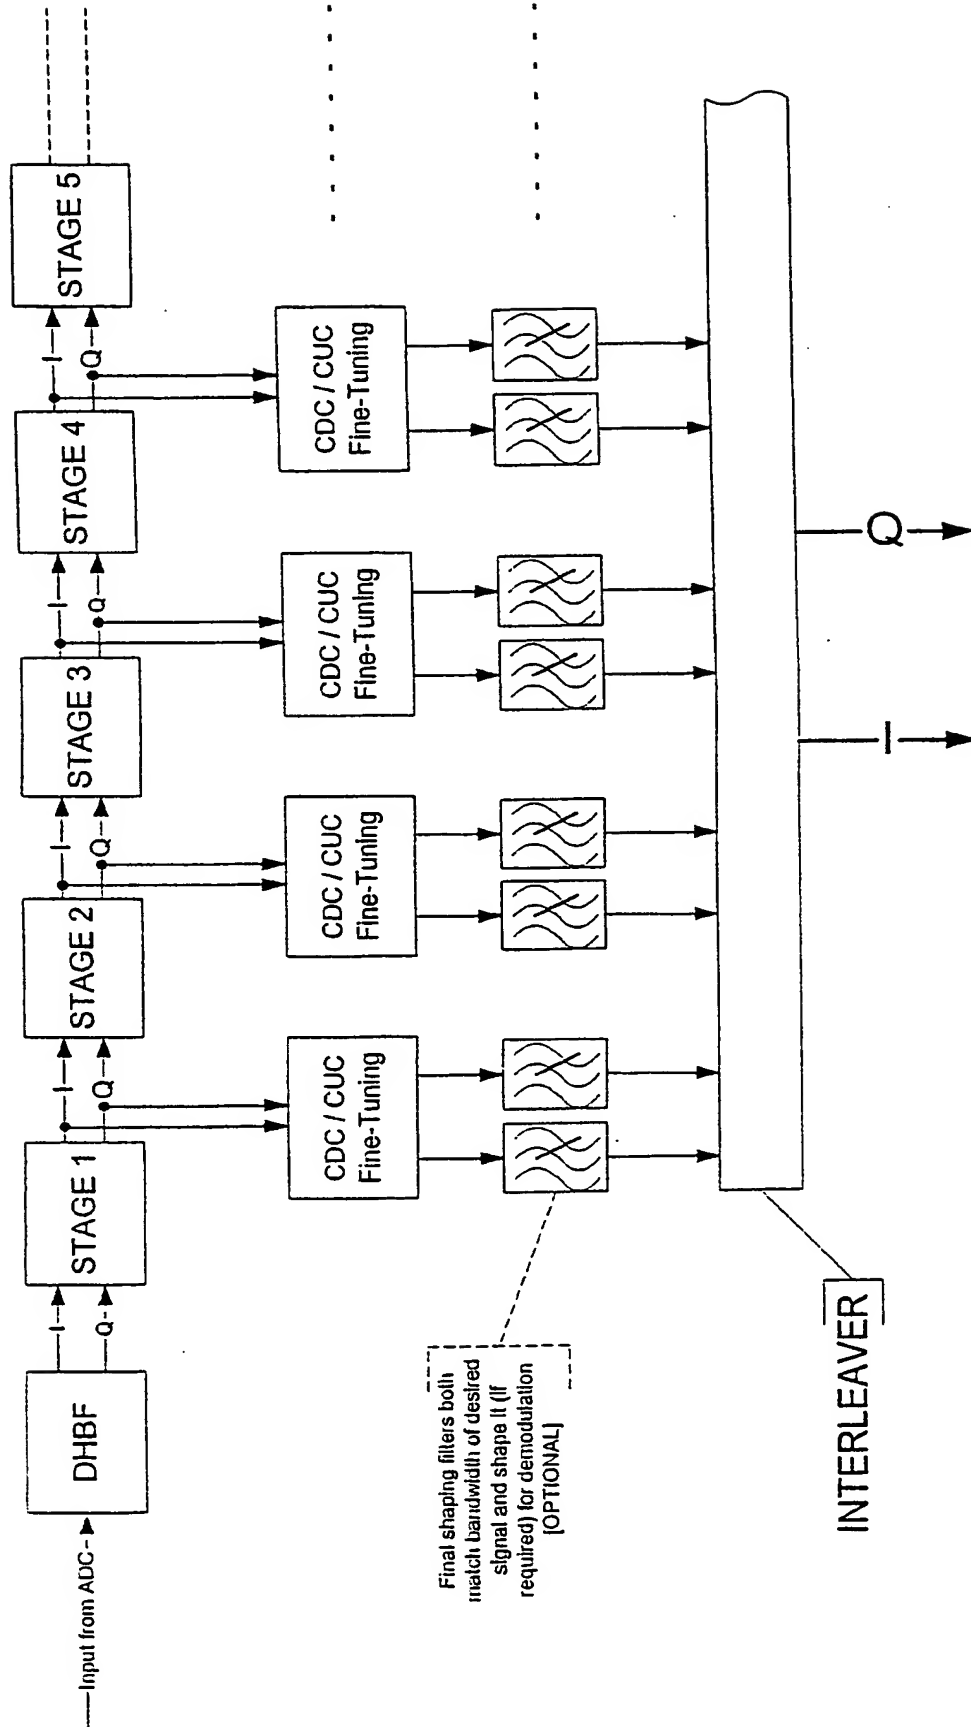 Input from ADC
DHBF
I
Q
STAGE 1
I
Q
STAGE 2
I
Q
STAGE 3
I
Q
STAGE 4
I
Q
STAGE 5
CDC / CUC
Fine-Tuning
CDC / CUC
Fine-Tuning
CDC / CUC
Fine-Tuning
CDC / CUC
Fine-Tuning
Final shaping filters both
match bandwidth of desired
signal and shape it (if
required) for demodulation
[OPTIONAL]
INTERLEAVER
I
Q